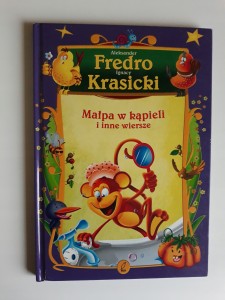 Aleksander
Fredro
Ignacy
Krasicki
Małpa w kąpieli
i inne wiersze